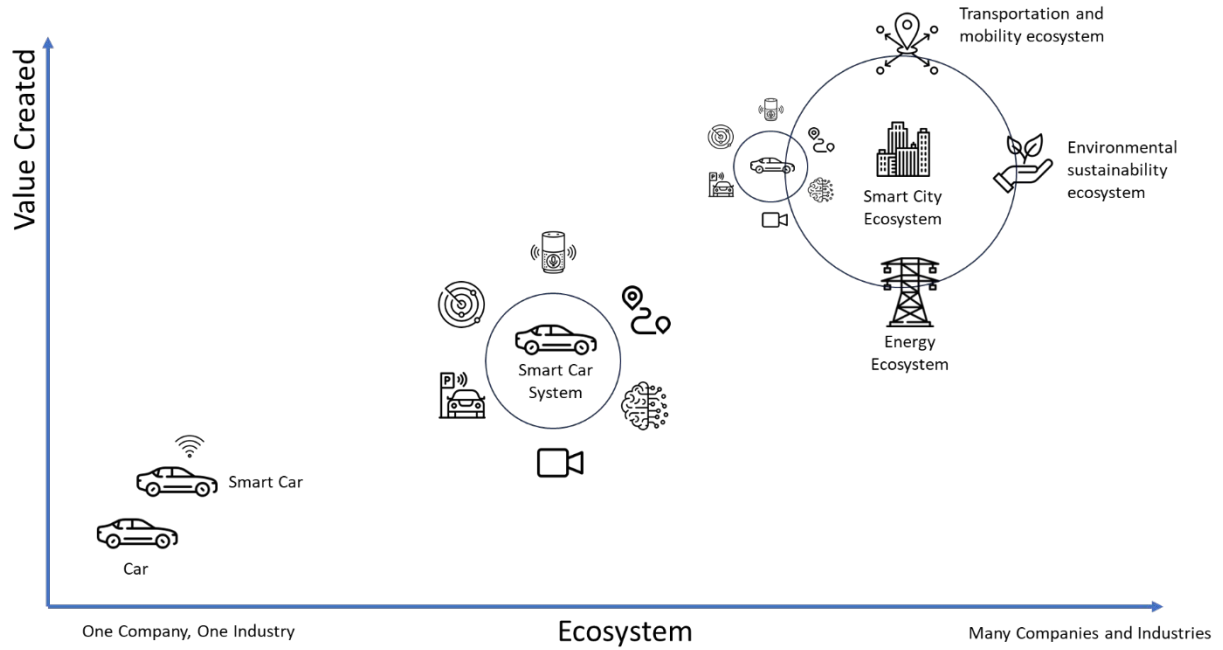 Transportation and
mobility ecosystem
Value Created
Environmental
sustainability
ecosystem
Smart City
Ecosystem
Energy
Ecosystem
Smart Car
System
P
P
Smart Car
Car
One Company, One Industry
Ecosystem
Many Companies and Industries